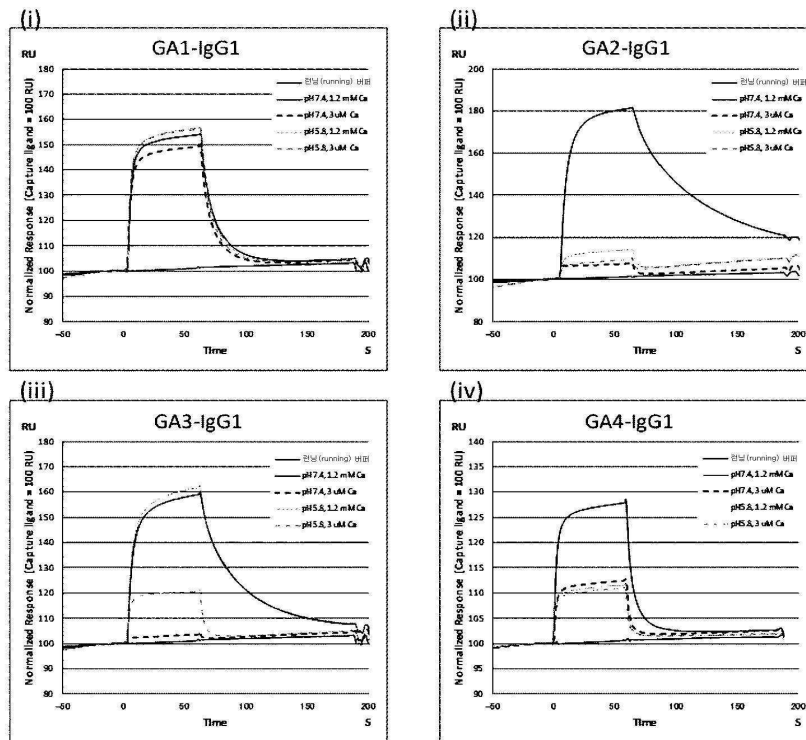 (i)
GA1-IgG1
RU
180
170
160
150
140
130
120
110
100
90
80
-50
0
50
100
150
200
Normalized Response [Capture ligand = 100 RU]
Time
S
런닝(running) 버퍼
pH7.4, 1.2 mM Ca
pH7.4, 3 uM Ca
pH5.8, 1.2 mM Ca
pH5.8, 3uM Ca
(ii)
GA2-IgG1
RU
200
180
160
140
120
100
80
-50
0
50
100
150
200
Normalized Response [Capture ligand = 100 RU]
Time
S
런닝(running) 버퍼
pH7.4, 1.2 mM Ca
pH7.4, 3 uM Ca
pH5.8, 1.2 mM Ca
pH5.8, 3uM Ca
(iii)
GA3-IgG1
RU
180
170
160
150
140
130
120
110
100
90
80
-50
0
50
100
150
200
Normalized Response [Capture ligand = 100 RU]
Time
S
런닝(running) 버퍼
pH7.4, 1.2 mM Ca
pH7.4, 3 uM Ca
pH5.8, 1.2 mM Ca
pH5.8, 3uM Ca
(iv)
GA4-IgG1
RU
140
135
130
125
120
115
110
105
100
95
90
-50
0
50
100
150
200
Normalized Response [Capture ligand = 100 RU]
Time
S
런닝(running) 버퍼
pH7.4, 1.2 mM Ca
pH7.4, 3 uM Ca
pH5.8, 1.2 mM Ca
pH5.8, 3uM Ca